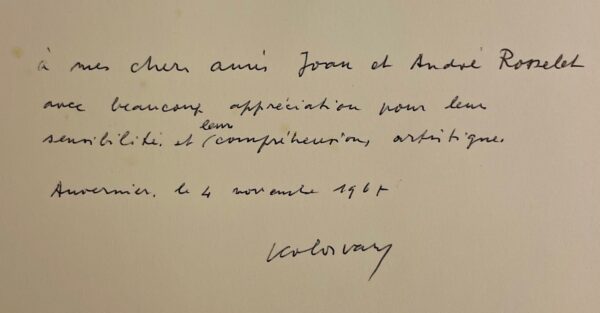 à mes chers amis Joan et André Rosselet
avec beaucoup appréciation pour leur
sensibilité et leur compréhension artistique.
Auvernier, le 4 novembre
Kolosvary